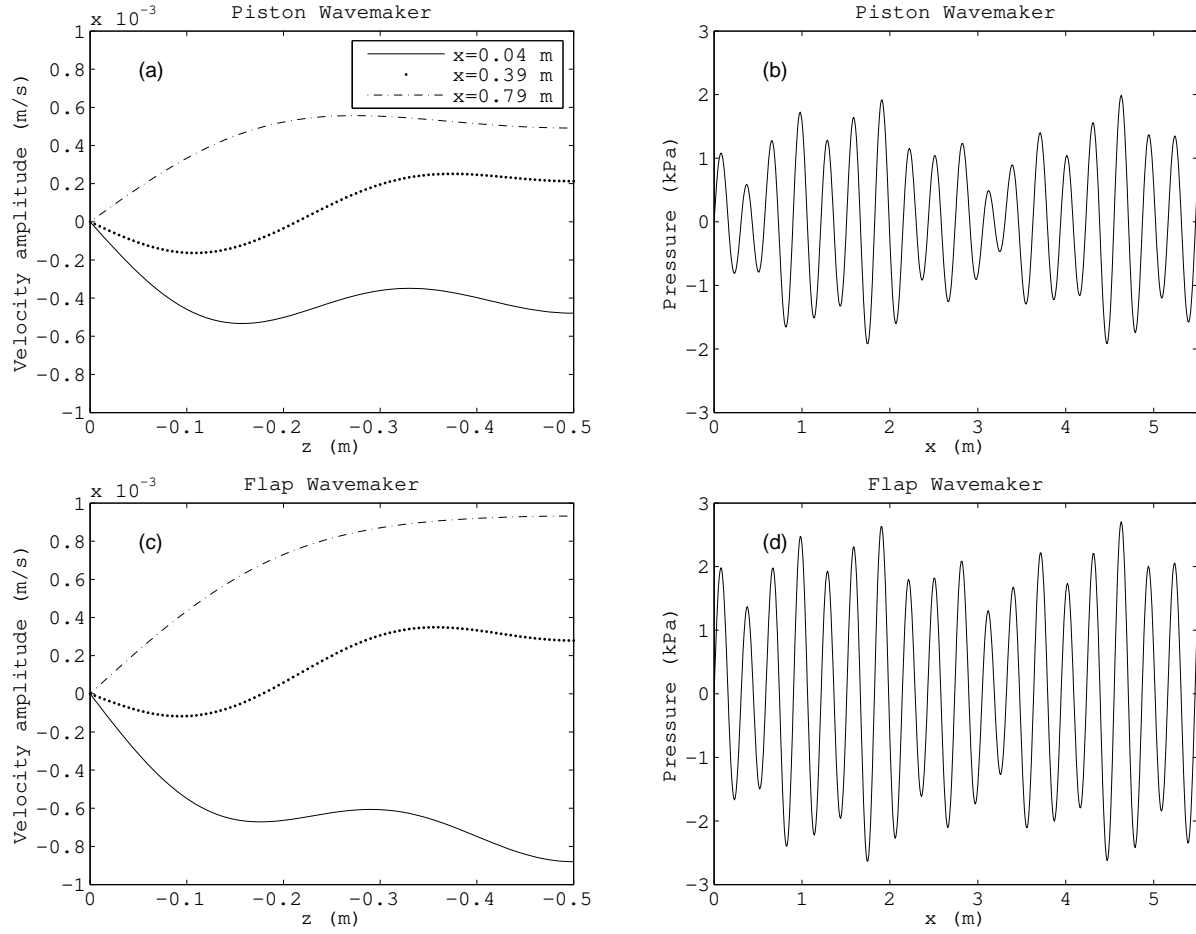 Piston Wavemaker
x 10⁻³
1
0.8
0.6
0.4
0.2
0
−0.2
−0.4
−0.6
−0.8
−1
Velocity amplitude (m/s)
(a)
x=0.04 m
x=0.39 m
x=0.79 m
0 −0.1 −0.2 −0.3 −0.4 −0.5
z (m)
Piston Wavemaker
3
2
1
0
−1
−2
−3
Pressure (kPa)
(b)
0 1 2 3 4 5
x (m)
Flap Wavemaker
x 10⁻³
1
0.8
0.6
0.4
0.2
0
−0.2
−0.4
−0.6
−0.8
−1
Velocity amplitude (m/s)
(c)
0 −0.1 −0.2 −0.3 −0.4 −0.5
z (m)
Flap Wavemaker
3
2
1
0
−1
−2
−3
Pressure (kPa)
(d)
0 1 2 3 4 5
x (m)